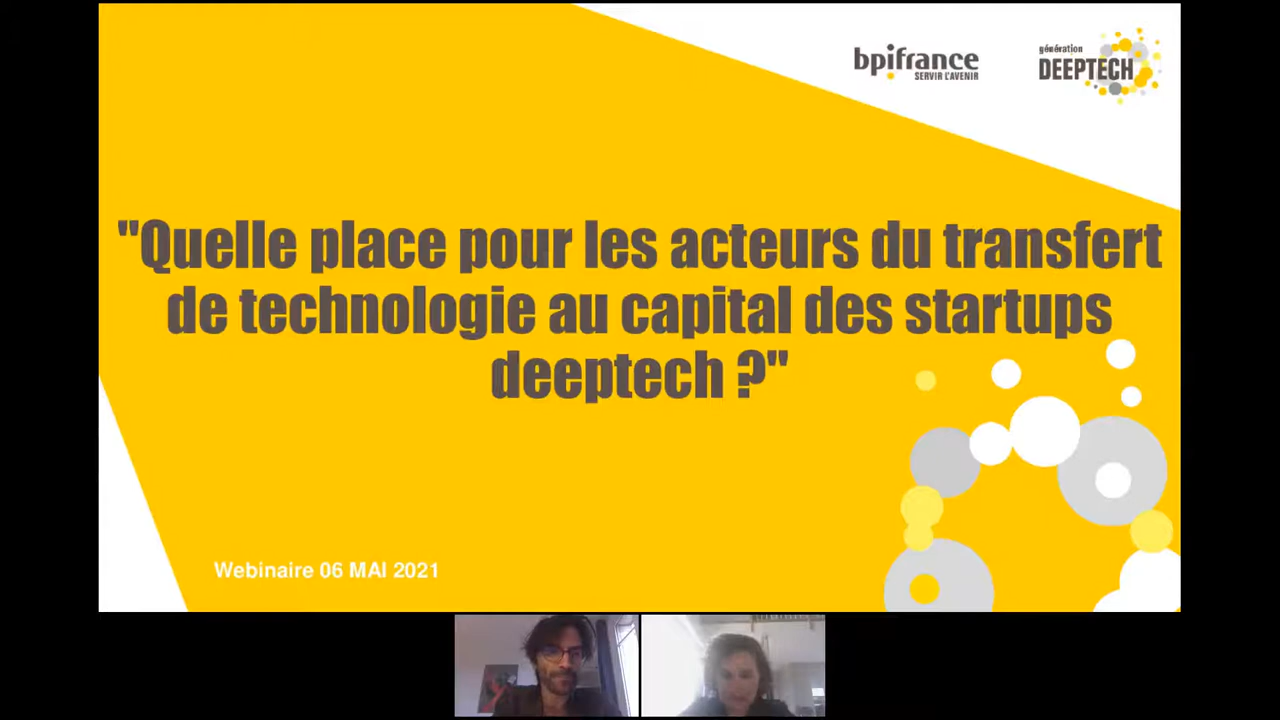 bpifrance
SERVIR L'AVENIR
génération
DEEPTECH
"Quelle place pour les acteurs du transfert
de technologie au capital des startups
deeptech ?"
Webinaire 06 MAI 2021